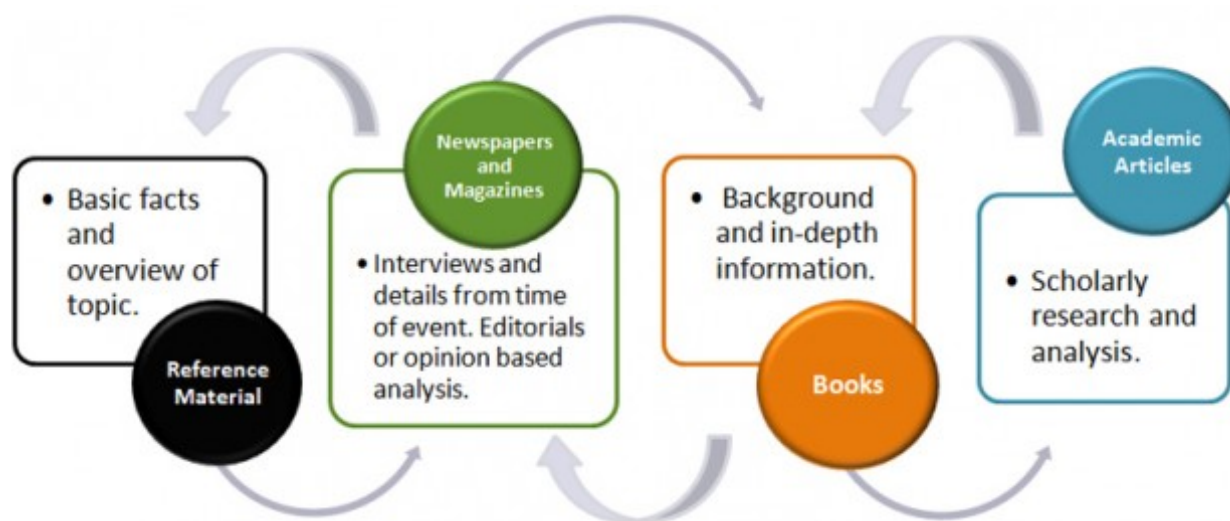 • Basic facts
and
overview of
topic.
Reference
Material
Newspapers
and
Magazines
• Interviews and
details from time
of event. Editorials
or opinion based
analysis.
• Background
and in-depth
information.
Books
Academic
Articles
• Scholarly
research and
analysis.